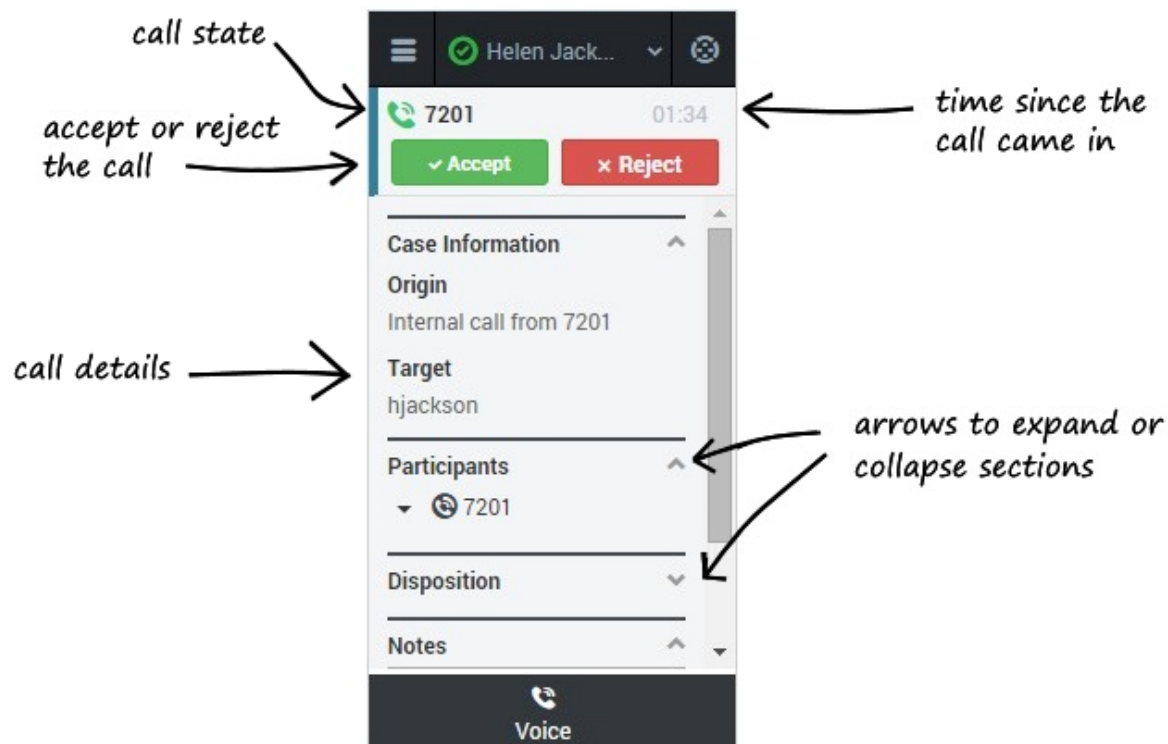 call state
Helen Jack...
7201
01:34
time since the
call came in
accept or reject
the call
Accept
Reject
Case Information
Origin
Internal call from 7201
call details
Target
hjackson
arrows to expand or
collapse sections
Participants
7201
Disposition
Notes
Voice